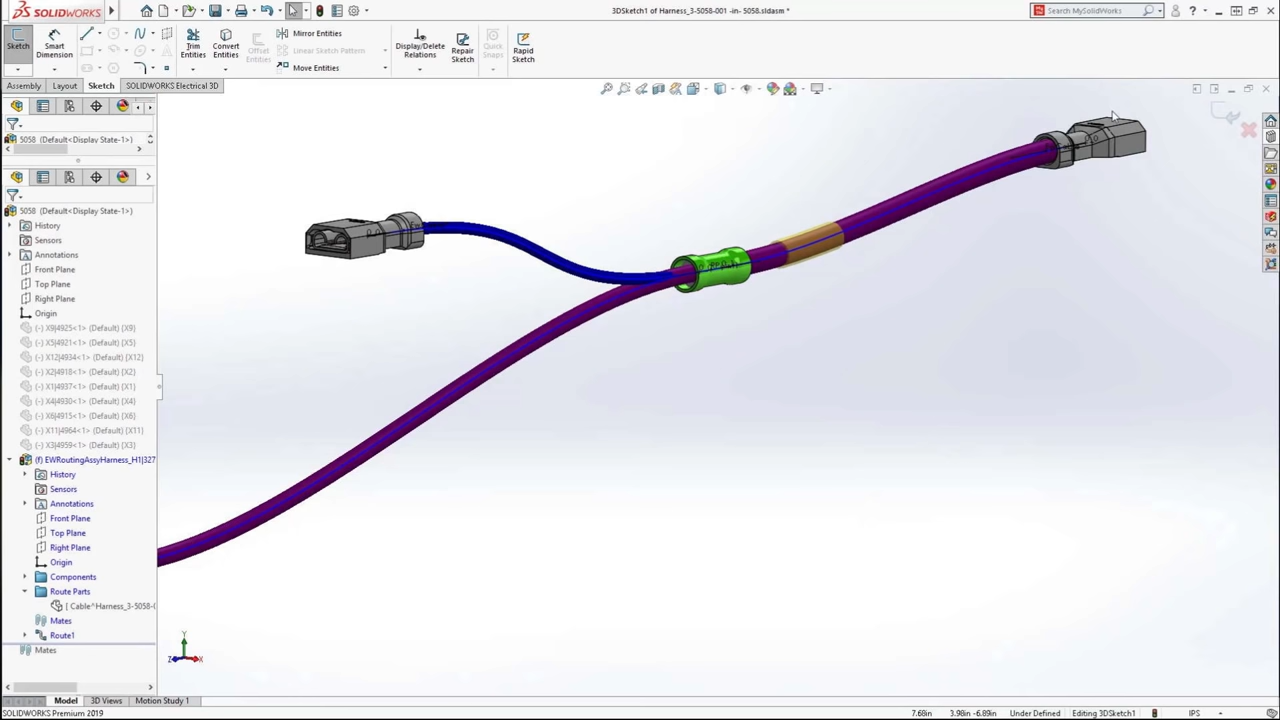 SOLIDWORKS
3DSketch1 of Harness_3-5058-001 -in- 5058.sldasm *
Search MySolidWorks
Sketch
Smart Dimension
Trim Entities
Convert Entities
Offset Entities
Mirror Entities
Linear Sketch Pattern
Move Entities
Display/Delete Relations
Repair Sketch
Quick Snaps
Rapid Sketch
Assembly
Layout
Sketch
SOLIDWORKS Electrical 3D
5058 (Default<Display State-1>)
5058 (Default<Display State-1>)
History
Sensors
Annotations
Front Plane
Top Plane
Right Plane
Origin
(-) X9|4925<1> (Default) {X9}
(-) X5|4921<1> (Default) {X5}
(-) X12|4934<1> (Default) {X12}
(-) X2|4918<1> (Default) {X2}
(-) X1|4937<1> (Default) {X1}
(-) X4|4930<1> (Default) {X4}
(-) X6|4915<1> (Default) {X6}
(-) X11|4964<1> (Default) {X11}
(-) X3|4959<1> (Default) {X3}
(f) EWRoutingAssyHarness_H1|327
History
Sensors
Annotations
Front Plane
Top Plane
Right Plane
Origin
Components
Route Parts
[ Cable^Harness_3-5058-0
Mates
Route1
Mates
Y
Z
X
Model
3D Views
Motion Study 1
SOLIDWORKS Premium 2019
7.68in
3.98in -6.89in
Under Defined
Editing 3DSketch1
IPS